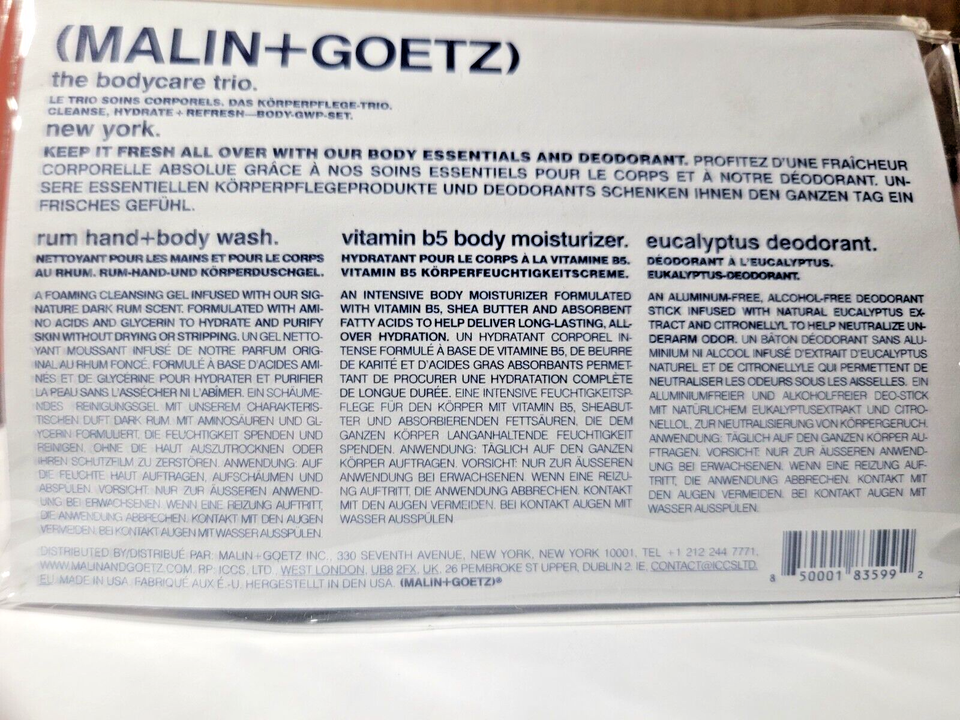 (MALIN+GOETZ)
the bodycare trio.
LE TRIO SOINS CORPORELS. DAS KÖRPERPFLEGE-TRIO.
CLEANSE, HYDRATE + REFRESH—BODY-GWP-SET.
new york.
KEEP IT FRESH ALL OVER WITH OUR BODY ESSENTIALS AND DEODORANT. PROFITEZ D'UNE FRAÎCHEUR
CORPORELLE ABSOLUE GRÂCE À NOS SOINS ESSENTIELS POUR LE CORPS ET À NOTRE DÉODORANT. UN-
SERE ESSENTIELLEN KÖRPERPFLEGEPRODUKTE UND DEODORANTS SCHENKEN IHNEN DEN GANZEN TAG EIN
FRISCHES GEFÜHL.
rum hand+body wash.
NETTOYANT POUR LES MAINS ET POUR LE CORPS
AU RHUM. RUM-HAND-UND KÖRPERDUSCHGEL.
A FOAMING CLEANSING GEL INFUSED WITH OUR SIG-
NATURE DARK RUM SCENT. FORMULATED WITH AMI-
NO ACIDS AND GLYCERIN TO HYDRATE AND PURIFY
SKIN WITHOUT DRYING OR STRIPPING. UN GEL NETTO-
YANT MOUSSANT INFUSÉ DE NOTRE PARFUM ORIG-
INAL AU RHUM FONCÉ. FORMULÉ À BASE D'ACIDES AMI-
NÉS ET DE GLYCERINE POUR HYDRATER ET PURIFIER
LA PEAU SANS L'ASSÉCHER NI L'ABÎMER. EIN SCHÄUME-
NDES REINIGUNGSGEL MIT UNSEREM CHARAKTERIS-
TISCHEN DUFT DARK RUM. MIT AMINOSÄUREN UND GL-
YCERIN FORMULIERT, DIE FEUCHTIGKEIT SPENDEN UND
REINIGEN, OHNE DIE HAUT AUSZUTROCKNEN ODER
IHREN SCHUTZFILM ZU ZERSTÖREN. ANWENDUNG: AUF
DIE FEUCHTE HAUT AUFTRAGEN, AUFSCHÄUMEN UND
ABSPÜLEN. VORSICHT: NUR ZUR ÄUSSEREN ANWEND-
UNG BEI ERWACHSENEN. WENN EINE REIZUNG AUFTRITT,
DIE ANWENDUNG ABBRECHEN. KONTAKT MIT DEN AUGEN
VERMEIDEN. BEI KONTAKT AUGEN MIT WASSER AUSSPÜLEN.
vitamin b5 body moisturizer.
HYDRATANT POUR LE CORPS À LA VITAMINE B5.
VITAMIN B5 KÖRPERFEUCHTIGKEITSCREME.
AN INTENSIVE BODY MOISTURIZER FORMULATED
WITH VITAMIN B5, SHEA BUTTER AND ABSORBENT
FATTY ACIDS TO HELP DELIVER LONG-LASTING, ALL-
OVER HYDRATION. UN HYDRATANT CORPOREL IN-
TENSE FORMULÉ À BASE DE VITAMINE B5, DE BEURRE
DE KARITÉ ET D'ACIDES GRAS ABSORBANTS PERMET-
TANT DE PROCURER UNE HYDRATATION COMPLÈTE
DE LONGUE DURÉE. EINE INTENSIVE FEUCHTIGKEITSP-
FLEGE FÜR DEN KÖRPER MIT VITAMIN B5, SHEABUT-
TER UND ABSORBIERENDEN FETTSÄUREN, DIE DEM
GANZEN KÖRPER LANGANHALTENDE FEUCHTIGKEIT
SPENDEN. ANWENDUNG: TÄGLICH AUF DEN GANZEN
KÖRPER AUFTRAGEN. VORSICHT: NUR ZUR ÄUSSEREN
ANWENDUNG BEI ERWACHSENEN. WENN EINE REIZU-
NG AUFTRITT, DIE ANWENDUNG ABBRECHEN. KONTAKT
MIT DEN AUGEN VERMEIDEN. BEI KONTAKT AUGEN MIT
WASSER AUSSPÜLEN
eucalyptus deodorant.
DÉODORANT À L'EUCALYPTUS.
EUKALYPTUS-DEODORANT.
AN ALUMINUM-FREE, ALCOHOL-FREE DEODORANT
STICK INFUSED WITH NATURAL EUCALYPTUS EX-
TRACT AND CITRONELLYL TO HELP NEUTRALIZE UN-
DERARM ODOR. UN BÂTON DÉODORANT SANS ALU-
MINIUM NI ALCOOL INFUSÉ D'EXTRAIT D'EUCALYPTUS
NATUREL ET DE CITRONELLYLE QUI PERMETTENT DE
NEUTRALISER LES ODEURS SOUS LES AISSELLES. EIN
ALUMINIUMFREIER UND ALKOHOLFREIER DEO-STICK
MIT NATÜRLICHEM EUKALYPTUSEXTRAKT UND CITRO-
NELLOL, ZUR NEUTRALISIERUNG VON KÖRPERGERUCH.
ANWENDUNG: TÄGLICH AUF DEN GANZEN KÖRPER AU-
FTRAGEN. VORSICHT: NUR ZUR ÄUSSEREN ANWEND-
UNG BEI ERWACHSENEN. WENN EINE REIZUNG AUF-
TRITT, DIE ANWENDUNG ABBRECHEN. KONTAKT MIT
DEN AUGEN VERMEIDEN. BEI KONTAKT AUGEN MIT
WASSER AUSSPÜLEN.
DISTRIBUTED BY/DISTRIBUÉ PAR: MALIN+GOETZ INC., 330 SEVENTH AVENUE, NEW YORK, NEW YORK 10001. TEL +1 212 244 7771.
WWW.MALINANDGOETZ.COM. RP: ICCS, LTD. WEST LONDON, UB8 2FX, UK. 26 PEMBROKE ST UPPER, DUBLIN 2, IE. CONTACT@ICCSLTD.
EU MADE IN USA. FABRIQUÉ AUX É.-U. HERGESTELLT IN DEN USA. (MALIN+GOETZ)®
8 50001 83599 2